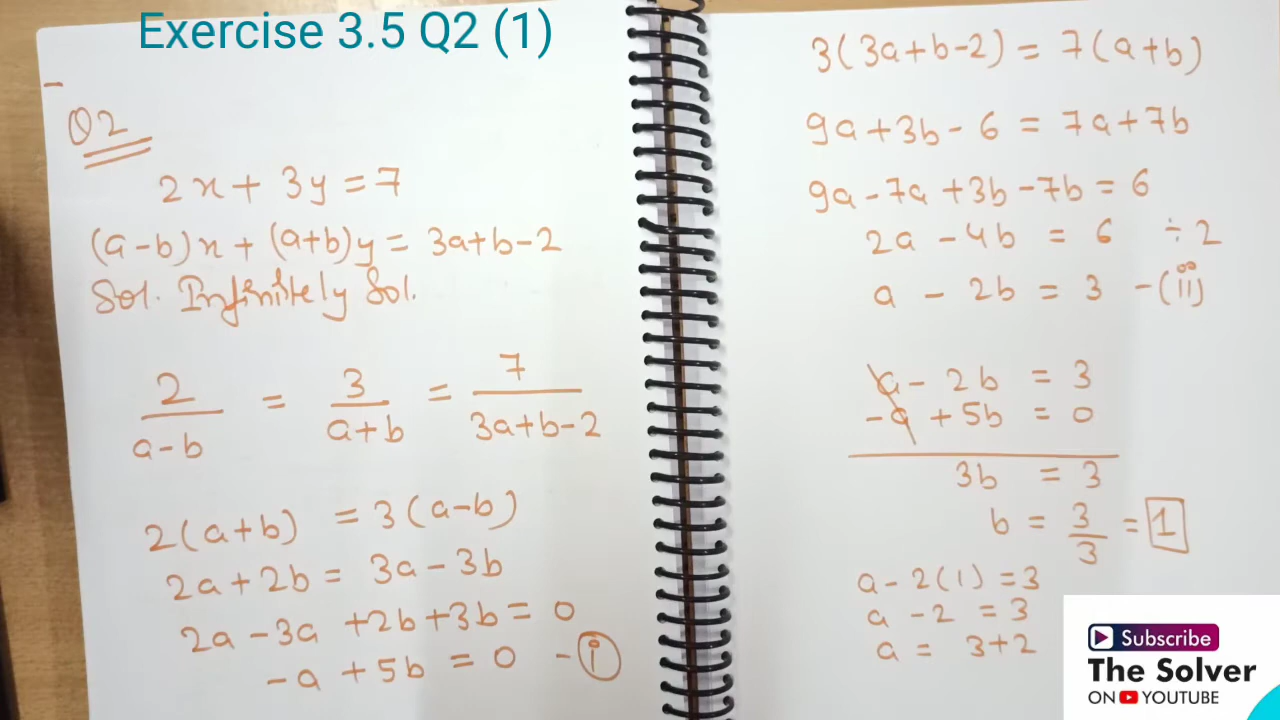 Exercise 3.5 Q2 (1)
Q2
2x + 3y = 7
(a-b)x + (a+b)y = 3a+b-2
Sol. Infinitely Sol.
2/(a-b) = 3/(a+b) = 7/(3a+b-2)
2(a+b) = 3(a-b)
2a+2b = 3a-3b
2a-3a +2b+3b = 0
-a +5b = 0 -(i)
3(3a+b-2) = 7(a+b)
9a+3b-6 = 7a+7b
9a-7a+3b-7b = 6
2a - 4b = 6 ÷2
a - 2b = 3 -(ii)
a - 2b = 3
-a + 5b = 0
3b = 3
b = 3/3 = 1
a - 2(1) = 3
a - 2 = 3
a = 3+2
Subscribe
The Solver
ON YOUTUBE